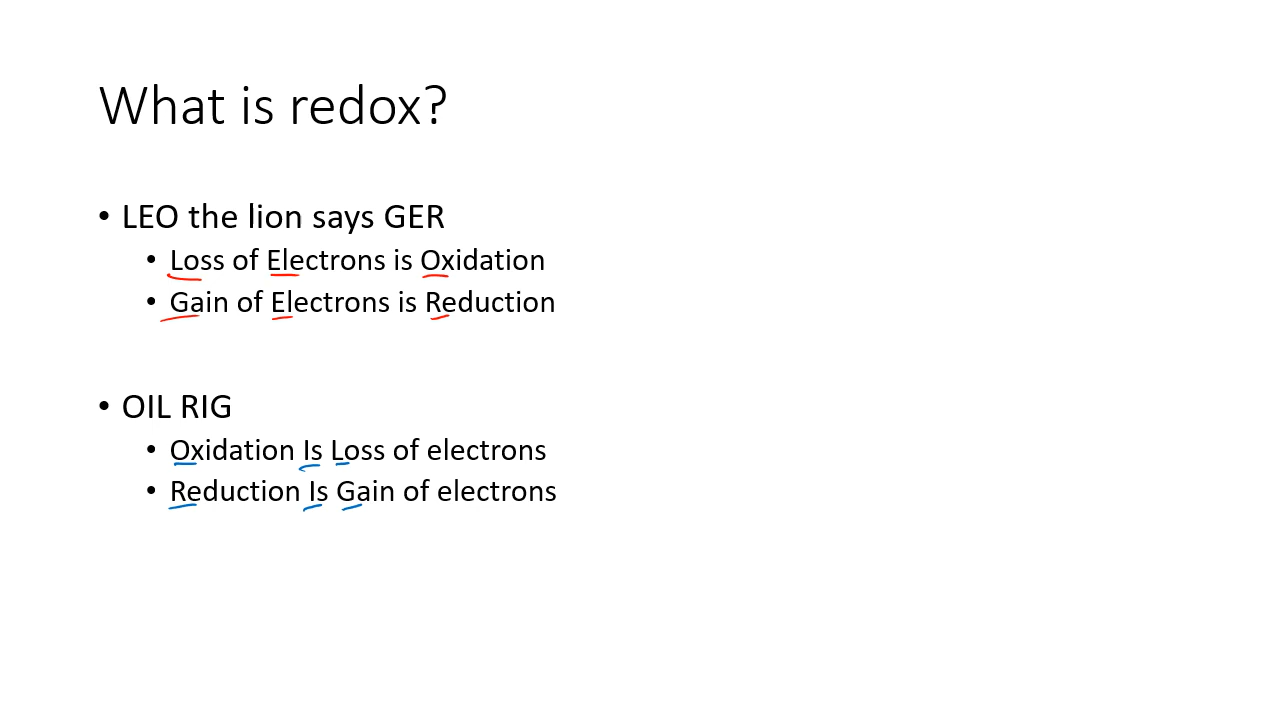 What is redox?
• LEO the lion says GER
• Loss of Electrons is Oxidation
• Gain of Electrons is Reduction
• OIL RIG
• Oxidation Is Loss of electrons
• Reduction Is Gain of electrons